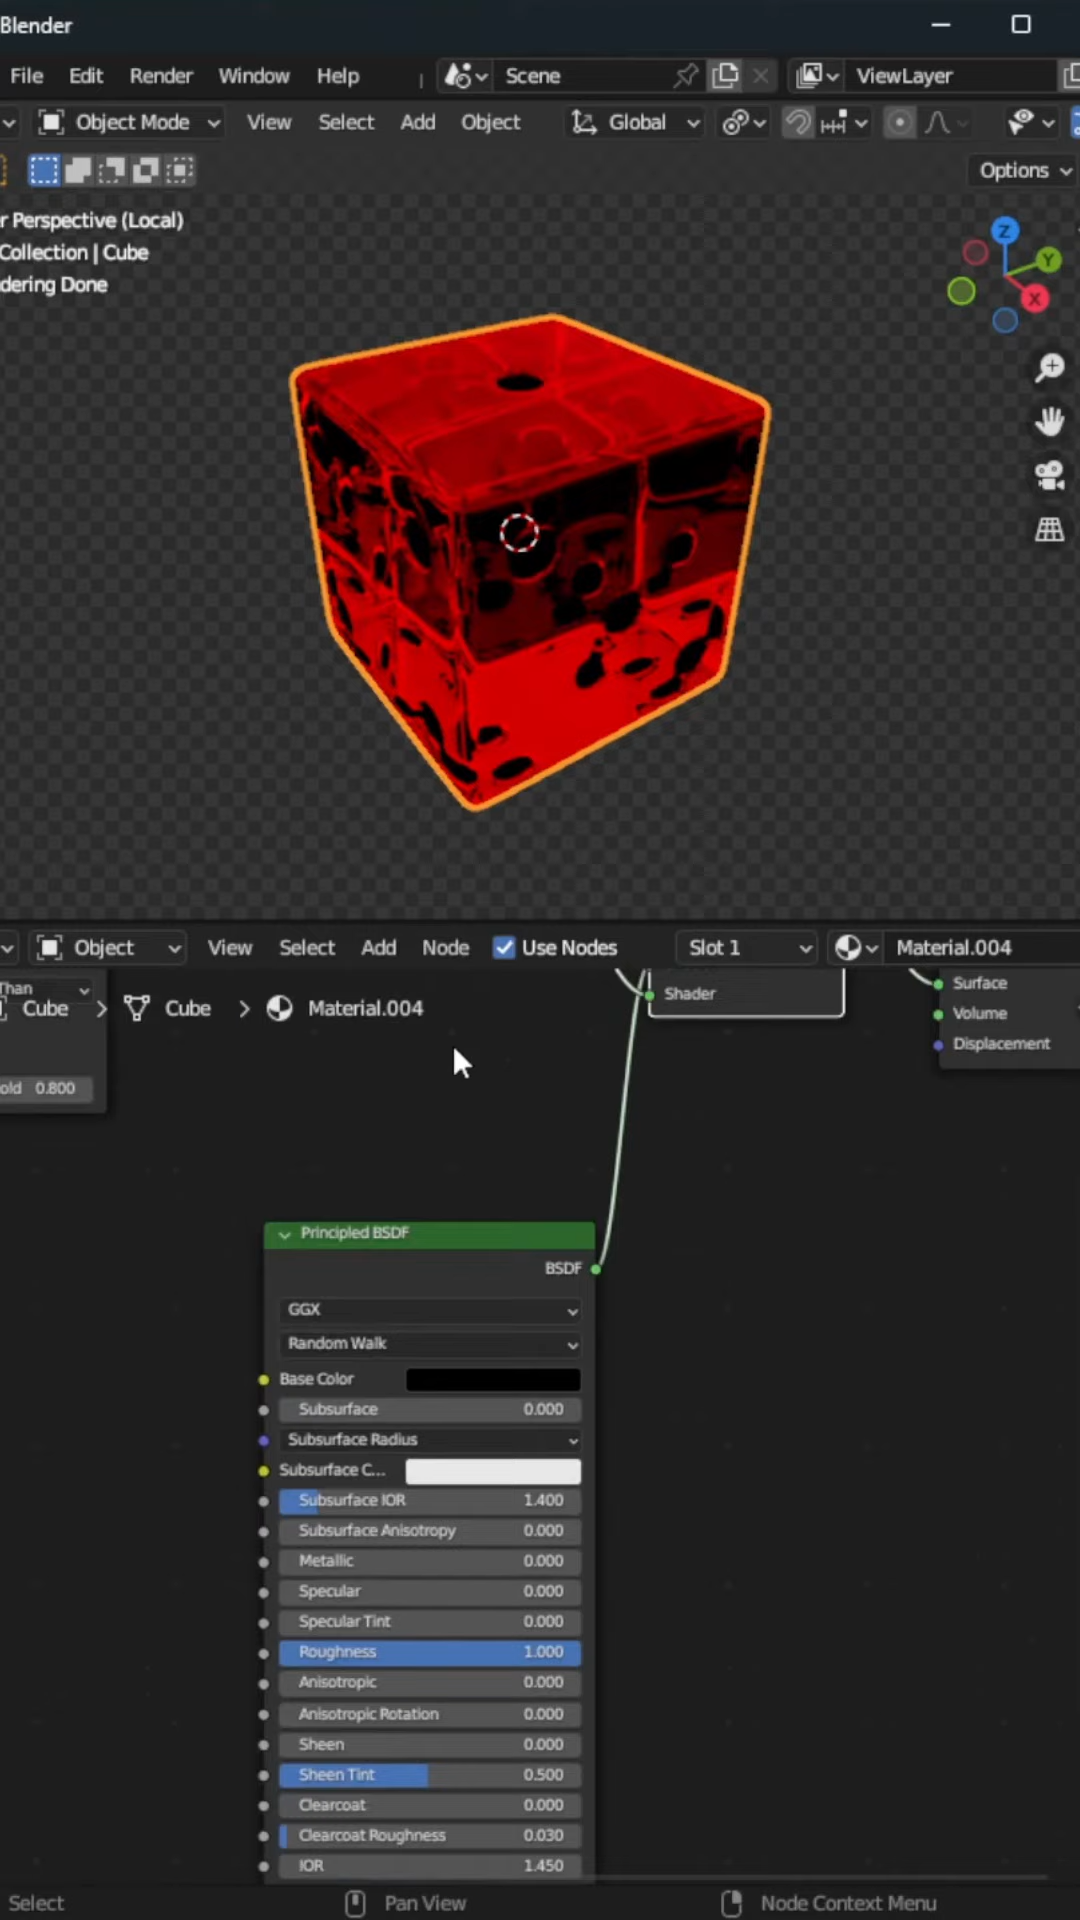 Blender
File Edit Render Window Help Scene ViewLayer
Object Mode View Select Add Object Global
Options
r Perspective (Local)
Collection | Cube
dering Done
Z
Y
X
Object View Select Add Node Use Nodes Slot 1 Material.004
Than
Cube > Cube > Material.004
old 0.800
Shader
Surface
Volume
Displacement
Principled BSDF
BSDF
GGX
Random Walk
Base Color
Subsurface 0.000
Subsurface Radius
Subsurface C...
Subsurface IOR 1.400
Subsurface Anisotropy 0.000
Metallic 0.000
Specular 0.000
Specular Tint 0.000
Roughness 1.000
Anisotropic 0.000
Anisotropic Rotation 0.000
Sheen 0.000
Sheen Tint 0.500
Clearcoat 0.000
Clearcoat Roughness 0.030
IOR 1.450
Select Pan View Node Context Menu